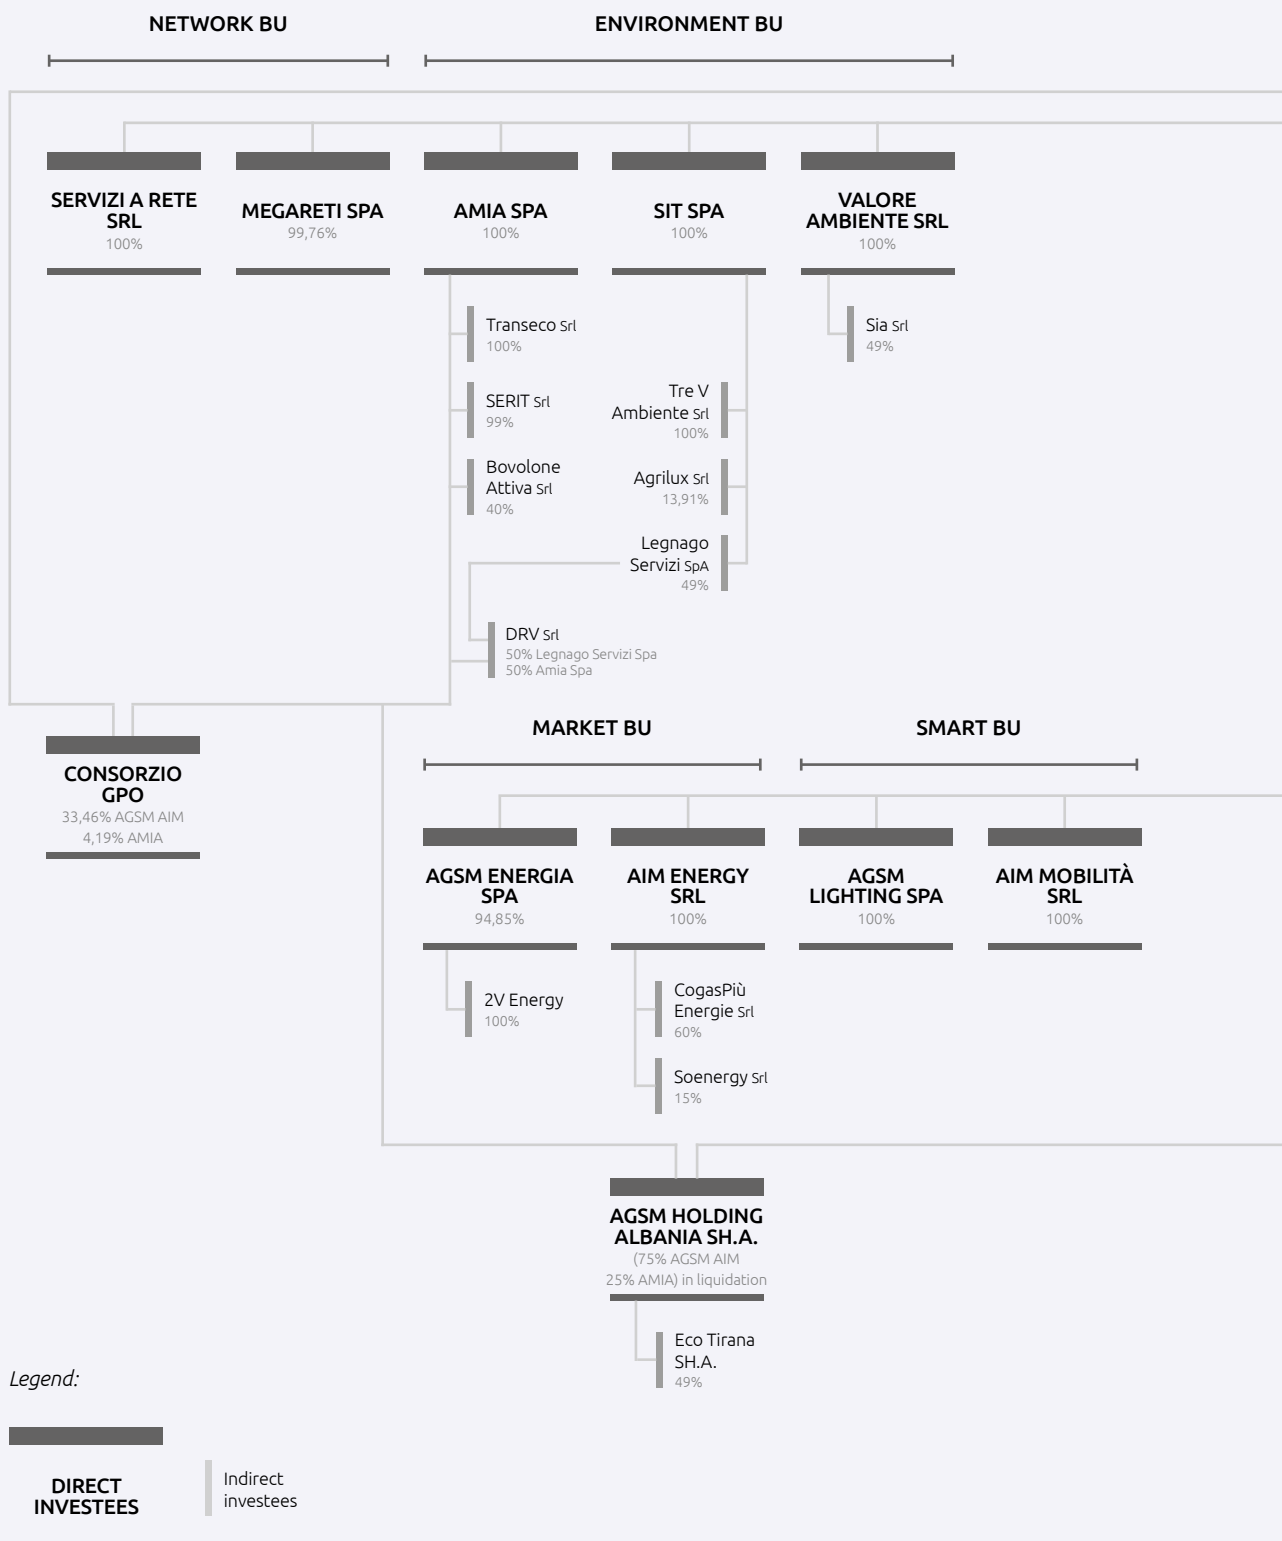 NETWORK BU
ENVIRONMENT BU
SERVIZI A RETE
SRL
100%
MEGARETI SPA
99,76%
AMIA SPA
100%
SIT SPA
100%
VALORE
AMBIENTE SRL
100%
Transeco Srl
100%
SERIT Srl
99%
Bovolone
Attiva Srl
40%
Tre V
Ambiente Srl
100%
Agrilux Srl
13,91%
Legnago
Servizi SpA
49%
Sia Srl
49%
DRV Srl
50% Legnago Servizi Spa
50% Amia Spa
CONSORZIO
GPO
33,46% AGSM AIM
4,19% AMIA
MARKET BU
SMART BU
AGSM ENERGIA
SPA
94,85%
AIM ENERGY
SRL
100%
AGSM
LIGHTING SPA
100%
AIM MOBILITÀ
SRL
100%
2V Energy
100%
CogasPiù
Energie Srl
60%
Soenergy Srl
15%
AGSM HOLDING
ALBANIA SH.A.
(75% AGSM AIM
25% AMIA) in liquidation
Eco Tirana
SH.A.
49%
Legend:
DIRECT
INVESTEES
Indirect
investees